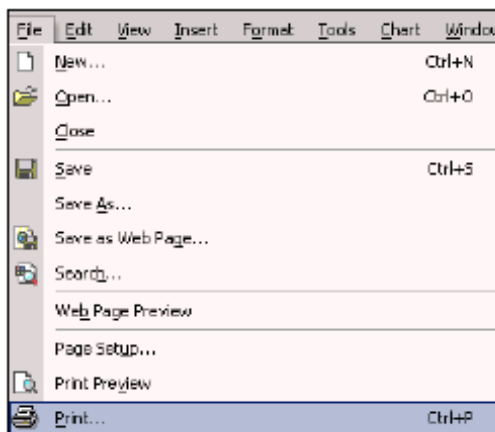 File Edit View Insert Format Tools Chart Window
New... Ctrl+N
Open... Ctrl+O
Close
Save Ctrl+S
Save As...
Save as Web Page...
Search...
Web Page Preview
Page Setup...
Print Preview
Print... Ctrl+P